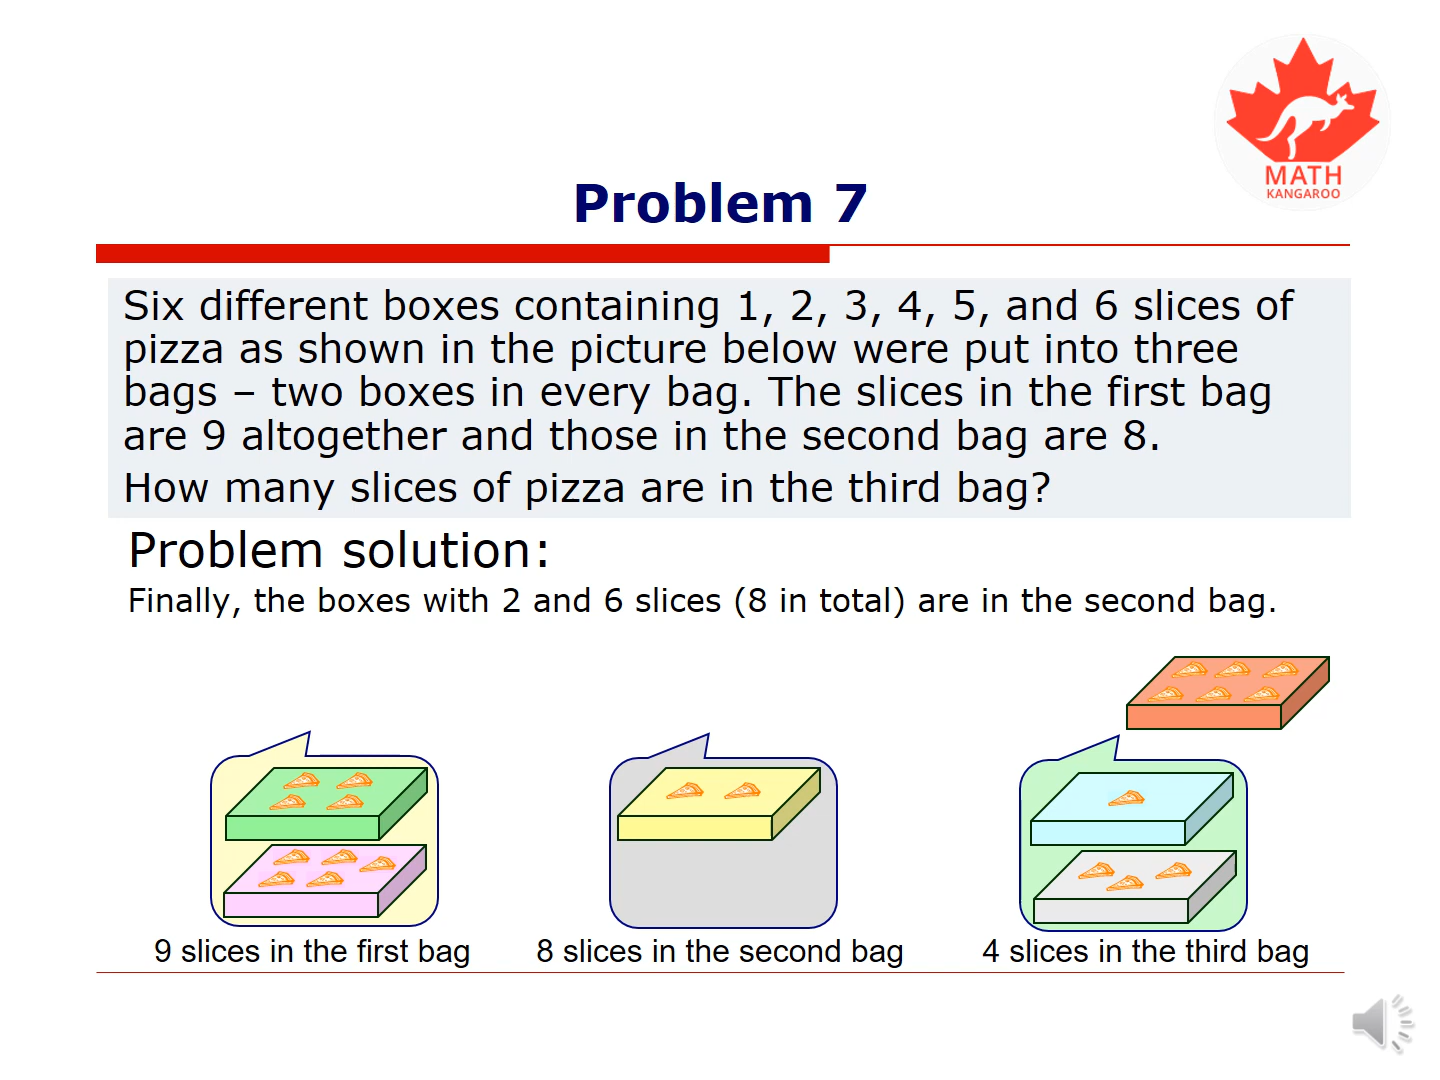 MATH
KANGAROO
Problem 7
Six different boxes containing 1, 2, 3, 4, 5, and 6 slices of
pizza as shown in the picture below were put into three
bags – two boxes in every bag. The slices in the first bag
are 9 altogether and those in the second bag are 8.
How many slices of pizza are in the third bag?
Problem solution:
Finally, the boxes with 2 and 6 slices (8 in total) are in the second bag.
9 slices in the first bag
8 slices in the second bag
4 slices in the third bag